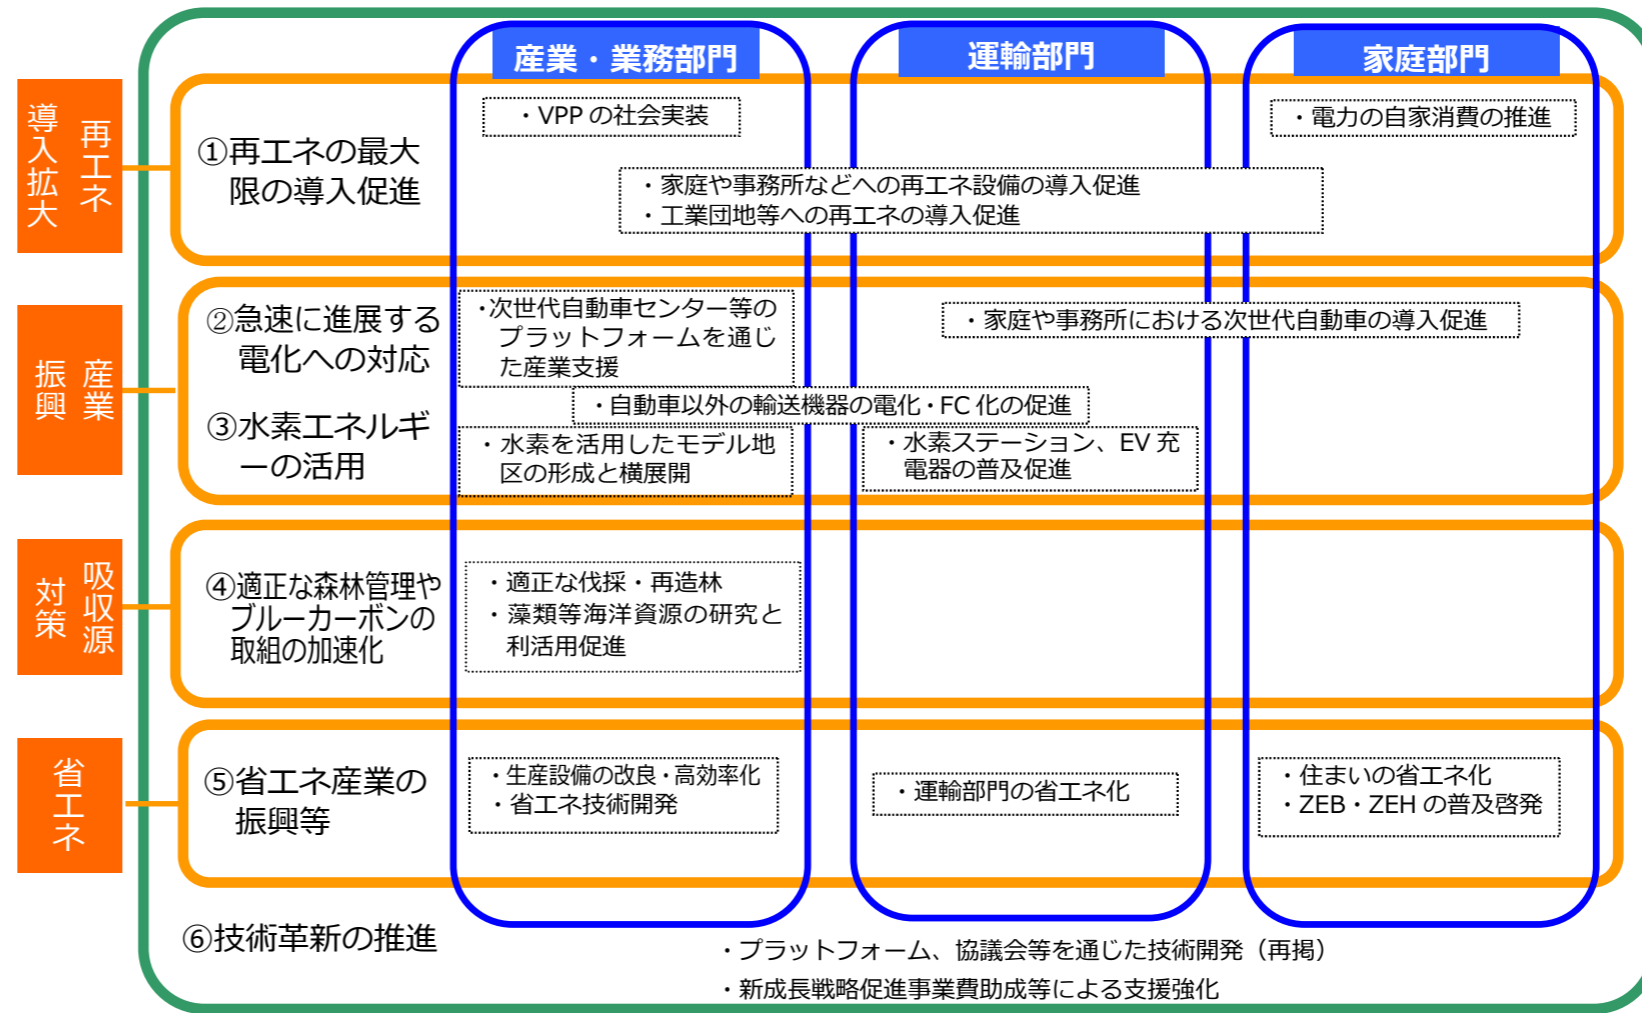 産業・業務部門
運輸部門
家庭部門
再エネ
導入拡大
①再エネの最大
限の導入促進
・VPP の社会実装
・電力の自家消費の推進
・家庭や事務所などへの再エネ設備の導入促進
・工業団地等への再エネの導入促進
産業
振興
②急速に進展する
電化への対応
③水素エネルギ
ーの活用
・次世代自動車センター等の
プラットフォームを通じ
た産業支援
・家庭や事務所における次世代自動車の導入促進
・自動車以外の輸送機器の電化・FC 化の促進
・水素を活用したモデル地
区の形成と横展開
・水素ステーション、EV 充
電器の普及促進
吸収源
対策
④適正な森林管理や
ブルーカーボンの
取組の加速化
・適正な伐採・再造林
・藻類等海洋資源の研究と
利活用促進
省エネ
⑤省エネ産業の
振興等
・生産設備の改良・高効率化
・省エネ技術開発
・運輸部門の省エネ化
・住まいの省エネ化
・ZEB・ZEH の普及啓発
⑥技術革新の推進
・プラットフォーム、協議会等を通じた技術開発（再掲）
・新成長戦略促進事業費助成等による支援強化